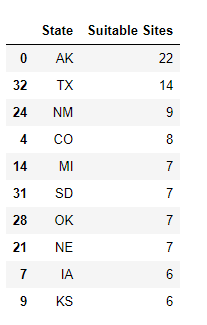 State Suitable Sites
0 AK 22
32 TX 14
24 NM 9
4 CO 8
14 MI 7
31 SD 7
28 OK 7
21 NE 7
7 IA 6
9 KS 6